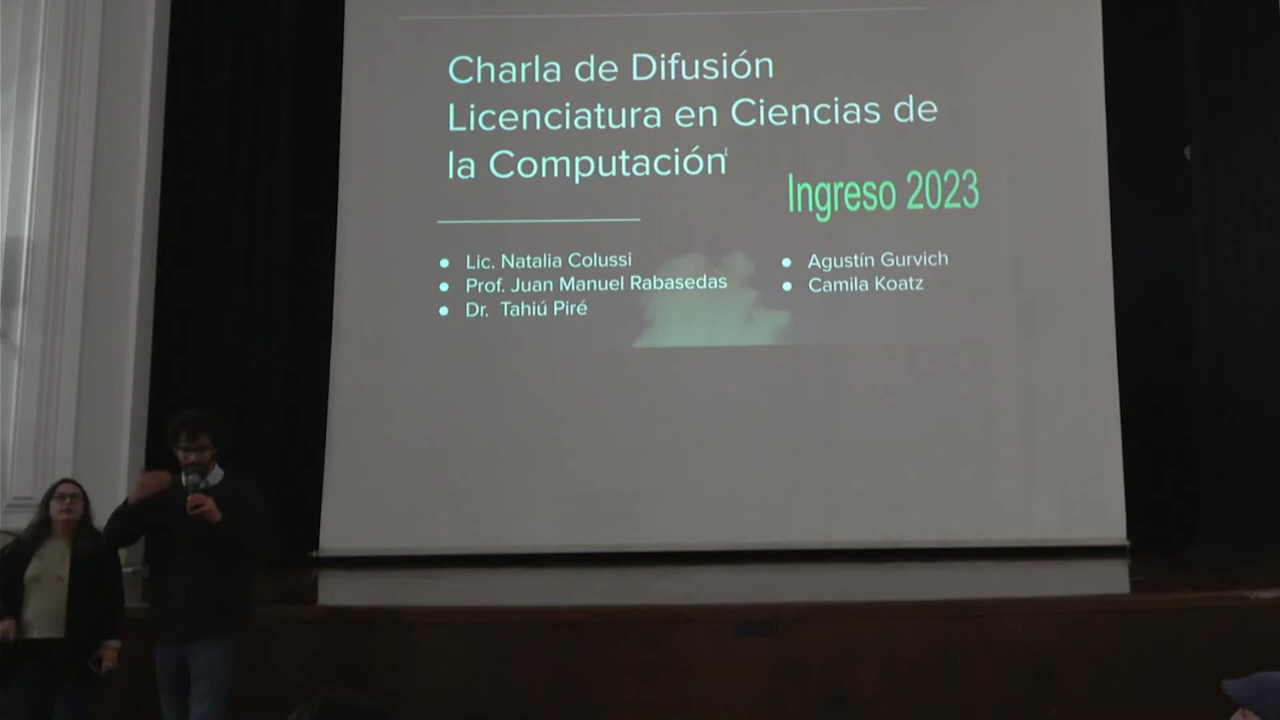 Charla de Difusión
Licenciatura en Ciencias de
la Computación
Ingreso 2023
● Lic. Natalia Colussi
● Prof. Juan Manuel Rabasedas
● Dr. Tahiú Piré
● Agustín Gurvich
● Camila Koatz